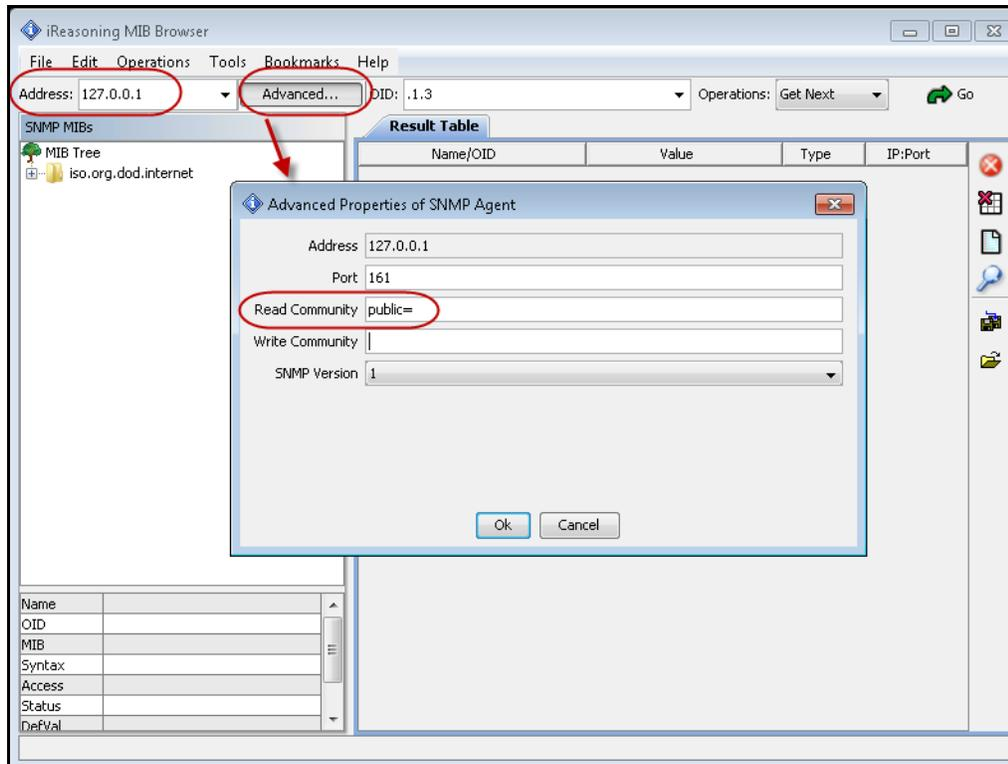 iReasoning MIB Browser
File Edit Operations Tools Bookmarks Help
Address: 127.0.0.1 Advanced... OID: .1.3 Operations: Get Next Go
SNMP MIBs
Result Table
MIB Tree
Name/OID Value Type IP:Port
iso.org.dod.internet
Advanced Properties of SNMP Agent
Address 127.0.0.1
Port 161
Read Community public=
Write Community
SNMP Version 1
Ok Cancel
Name
OID
MIB
Syntax
Access
Status
DefVal